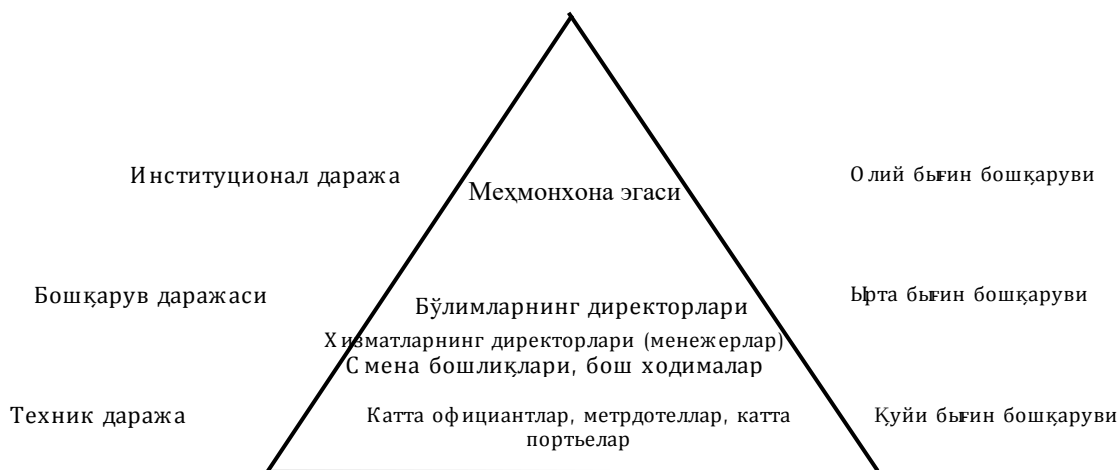 Институционал даража
Меҳмонхона эгаси
Олий бығин бошқаруви
Бошқарув даражаси
Бўлимларнинг директорлари
Ырта бығин бошқаруви
Хизматларнинг директорлари (менежерлар)
Смена бошлиқлари, бош ходималар
Техник даража
Катта официантлар, метрдотеллар, катта
портьелар
Қуйи бығин бошқаруви